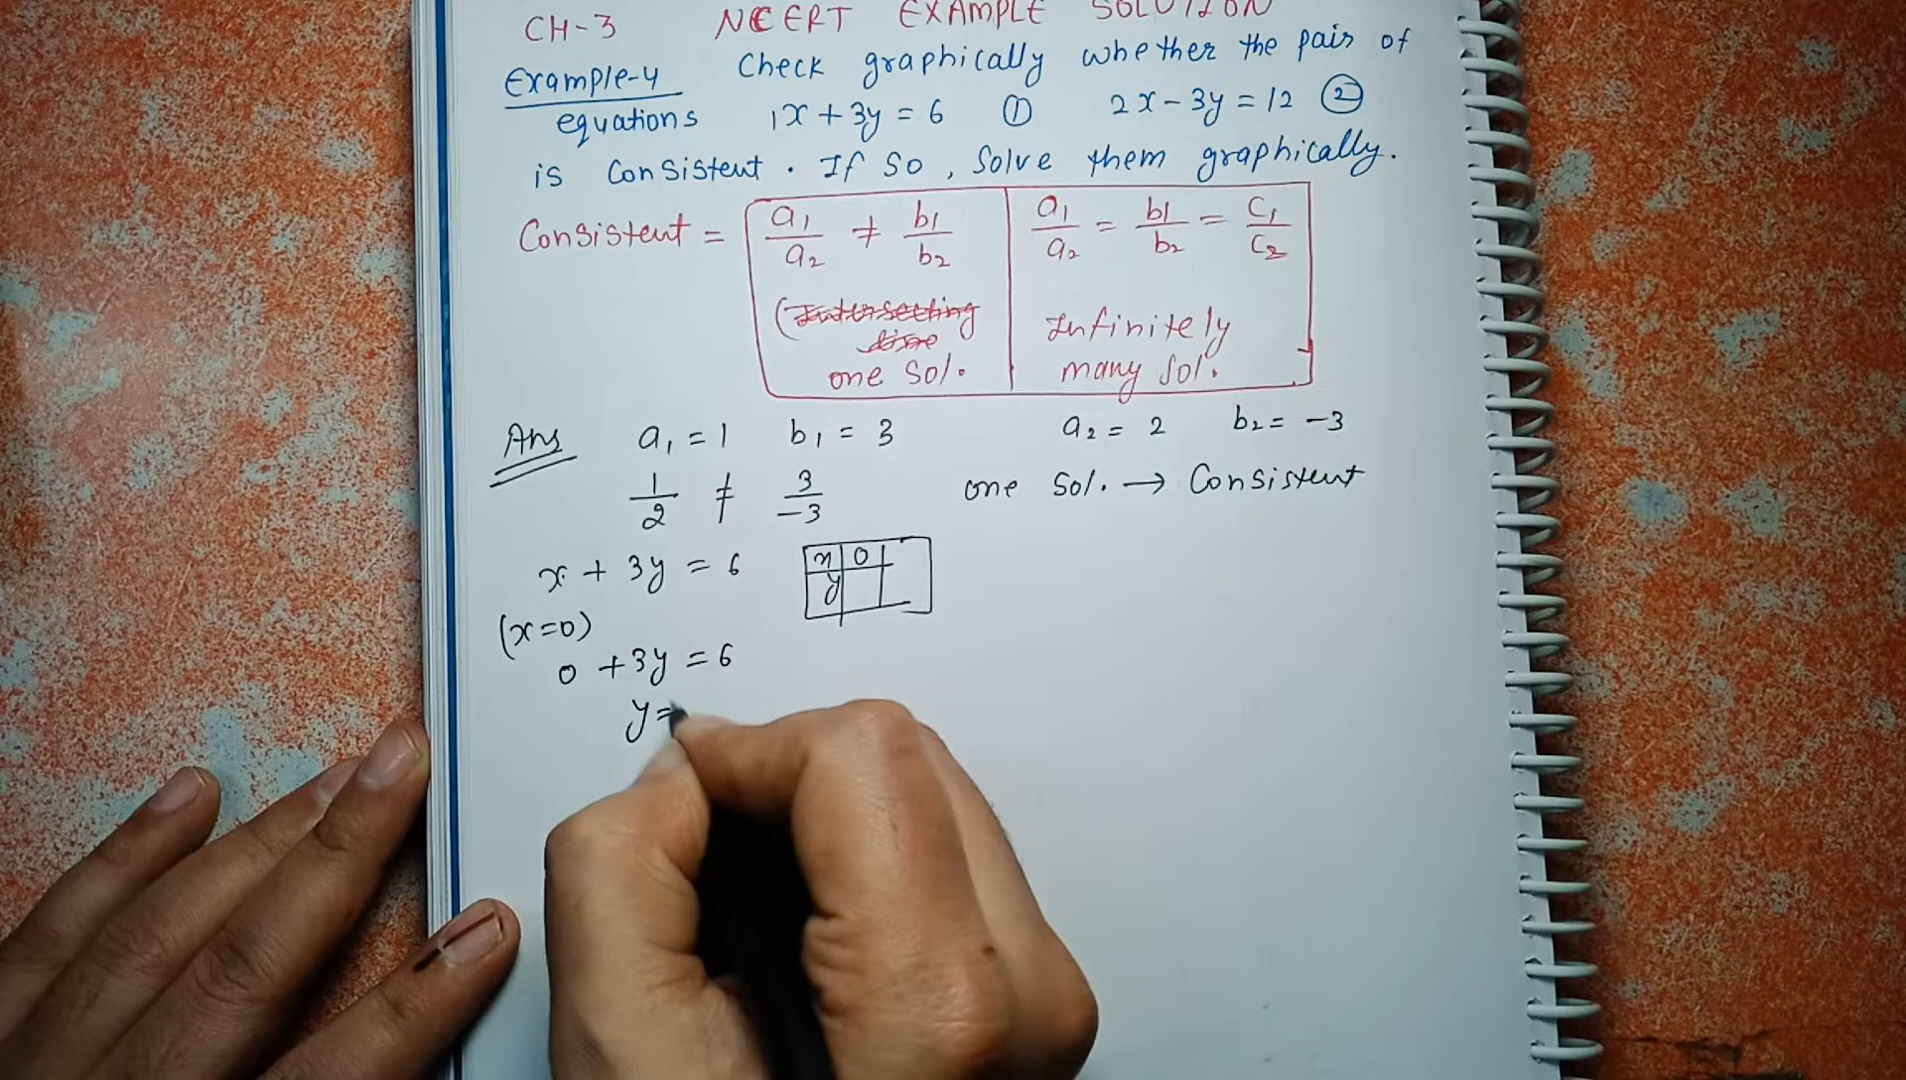 CH-3 NCERT EXAMPLE SOLUTION
Example-4 Check graphically whether the pair of
equations 1x + 3y = 6 ① 2x - 3y = 12 ②
is Consistent. If so, Solve them graphically.
Consistent = a1/a2 ≠ b1/b2 a1/a2 = b1/b2 = c1/c2
(Intersecting Infinitely
line
one Sol. many Sol.
Ans a1 = 1 b1 = 3 a2 = 2 b2 = -3
1/2 ≠ 3/-3 one Sol. → Consistent
x + 3y = 6 x 0
y
(x=0)
0 + 3y = 6
y =